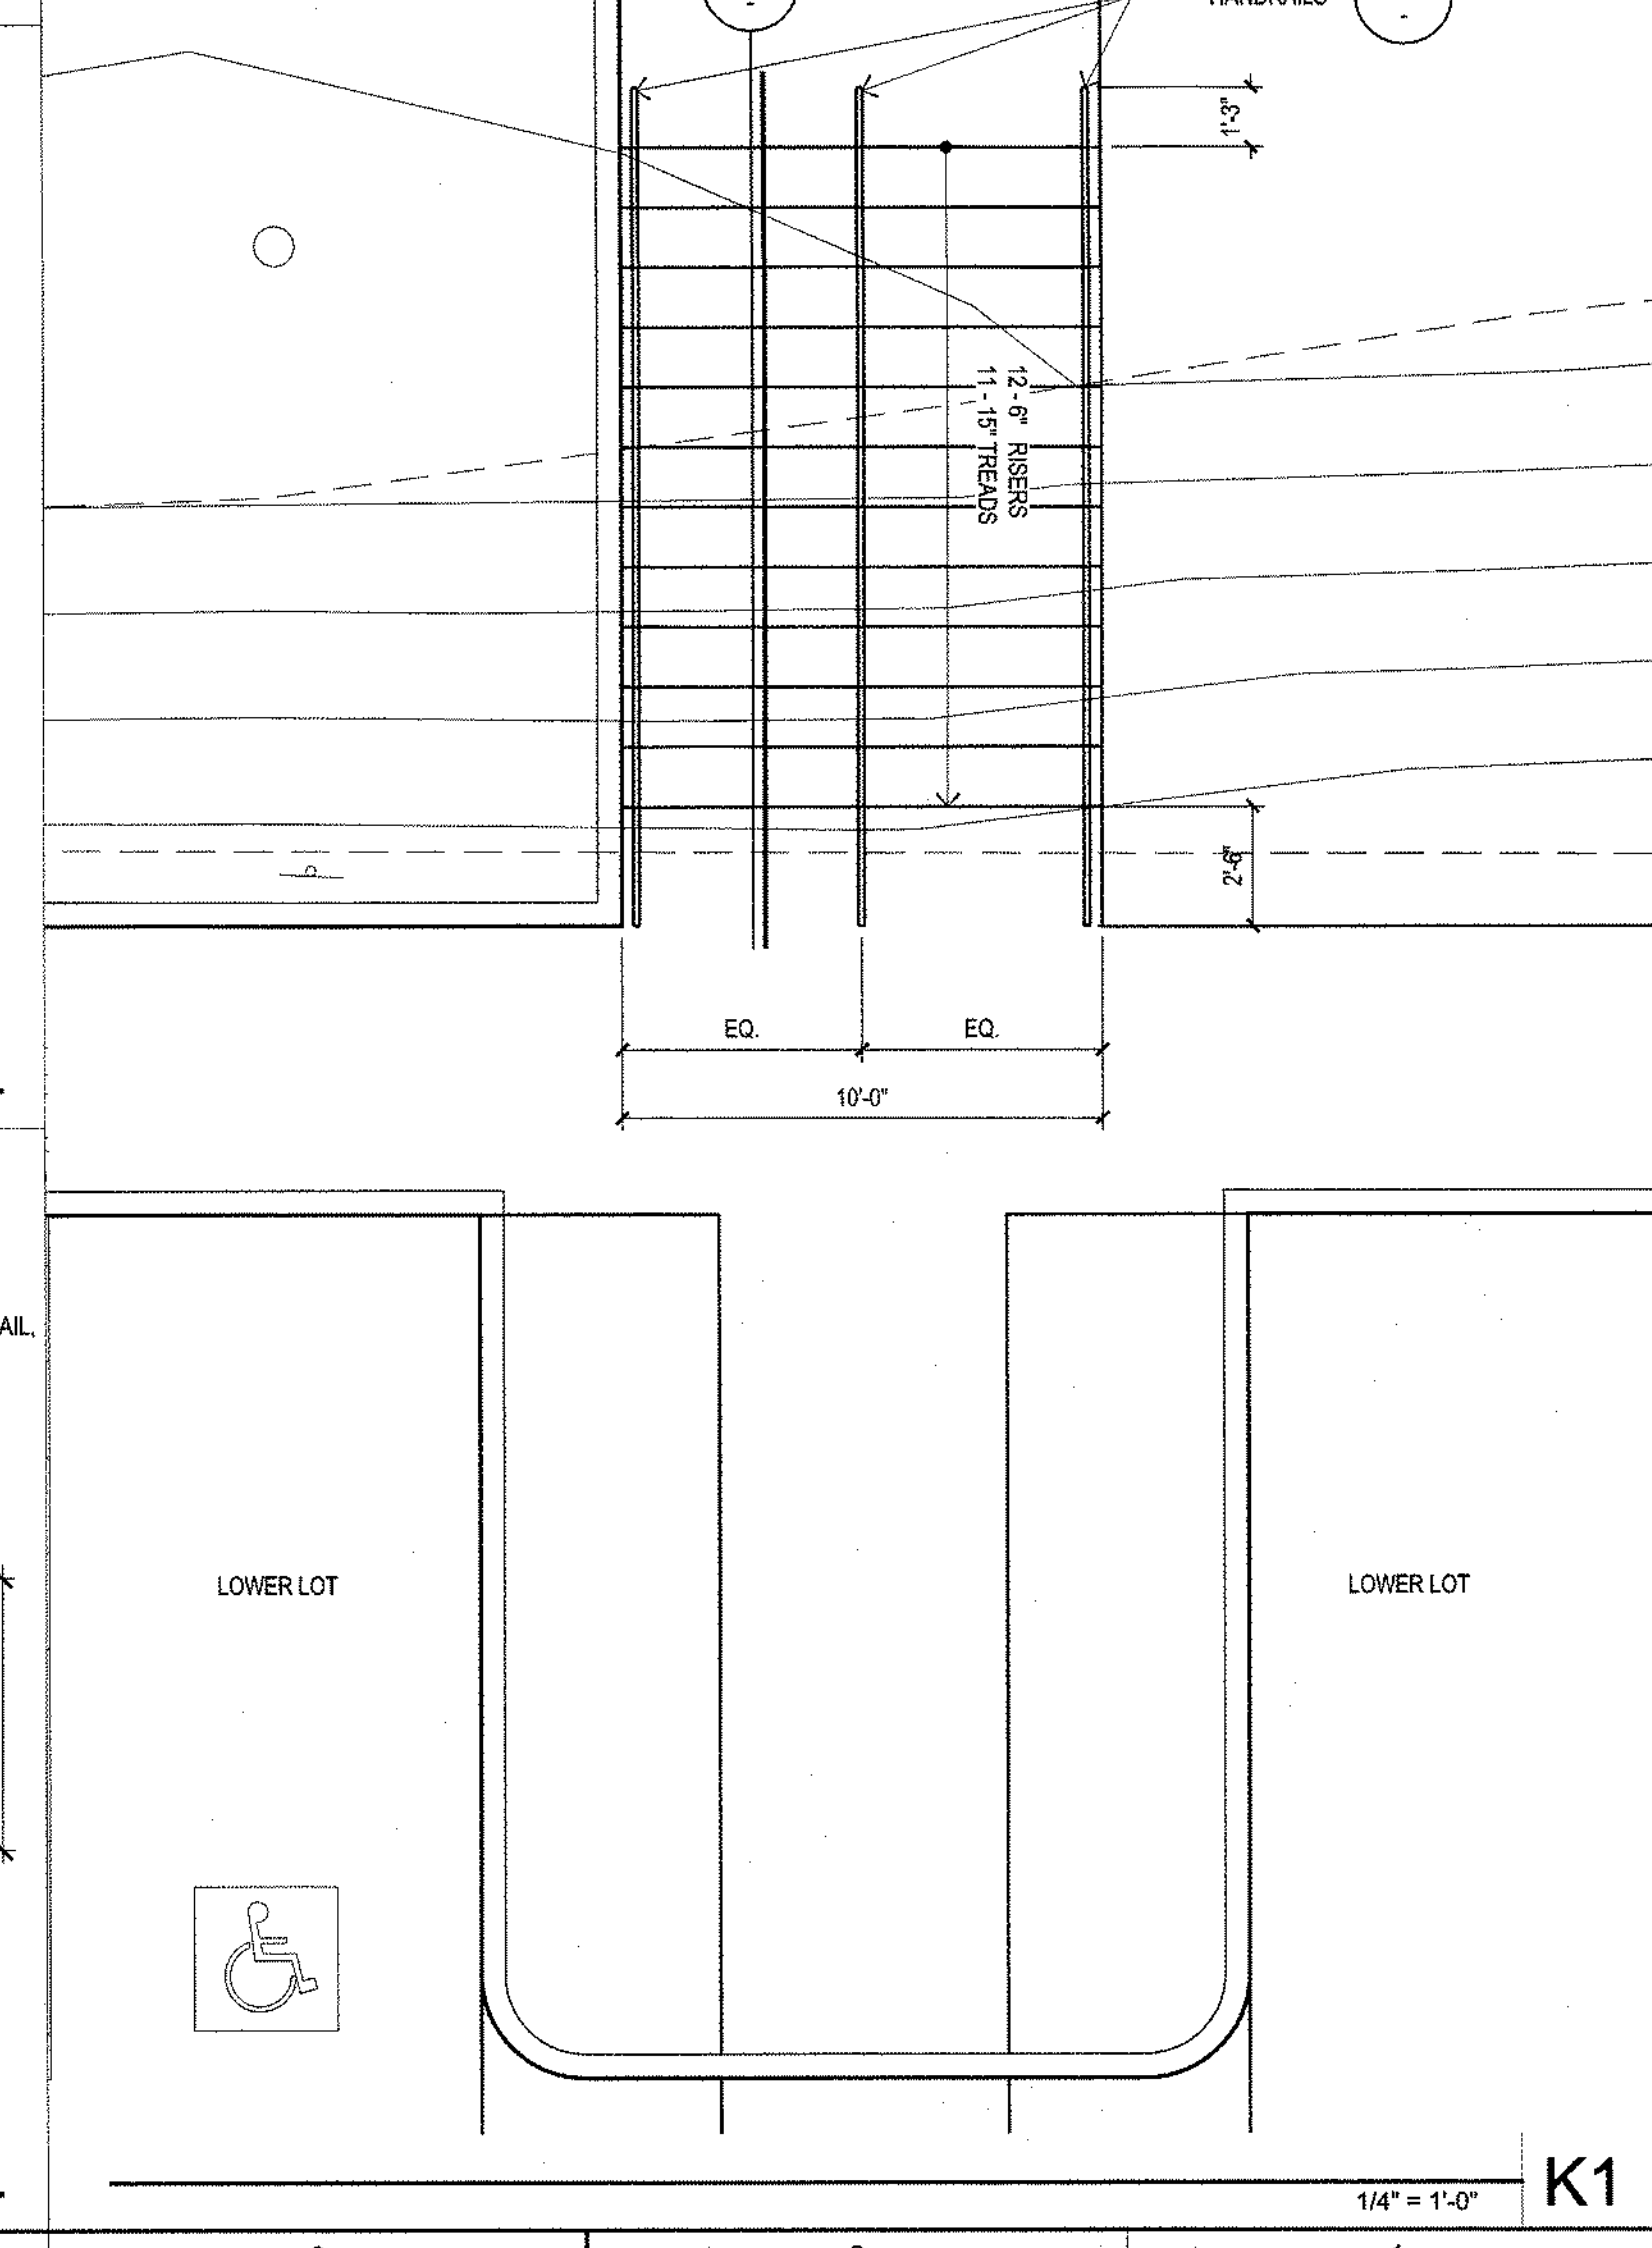 HANDRAILS
-
-
1'-3"
12 - 6" RISERS
11 - 15" TREADS
2'-6"
EQ.
EQ.
10'-0"
AIL,
LOWER LOT
LOWER LOT
1/4" = 1'-0"
K1